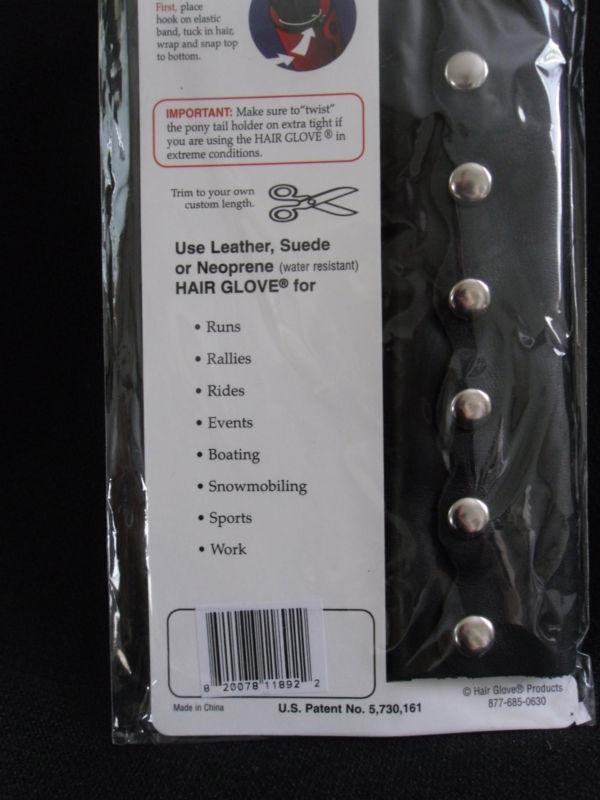 First, place
hook on elastic
band, tuck in hair,
wrap and snap top
to bottom.
IMPORTANT: Make sure to"twist"
the pony tail holder on extra tight if
you are using the HAIR GLOVE® in
extreme conditions.
Trim to your own
custom length.
Use Leather, Suede
or Neoprene (water resistant)
HAIR GLOVE® for
• Runs
• Rallies
• Rides
• Events
• Boating
• Snowmobiling
• Sports
• Work
8 20078 11892 2
Made in China
U.S. Patent No. 5,730,161
© Hair Glove® Products
877-685-0630